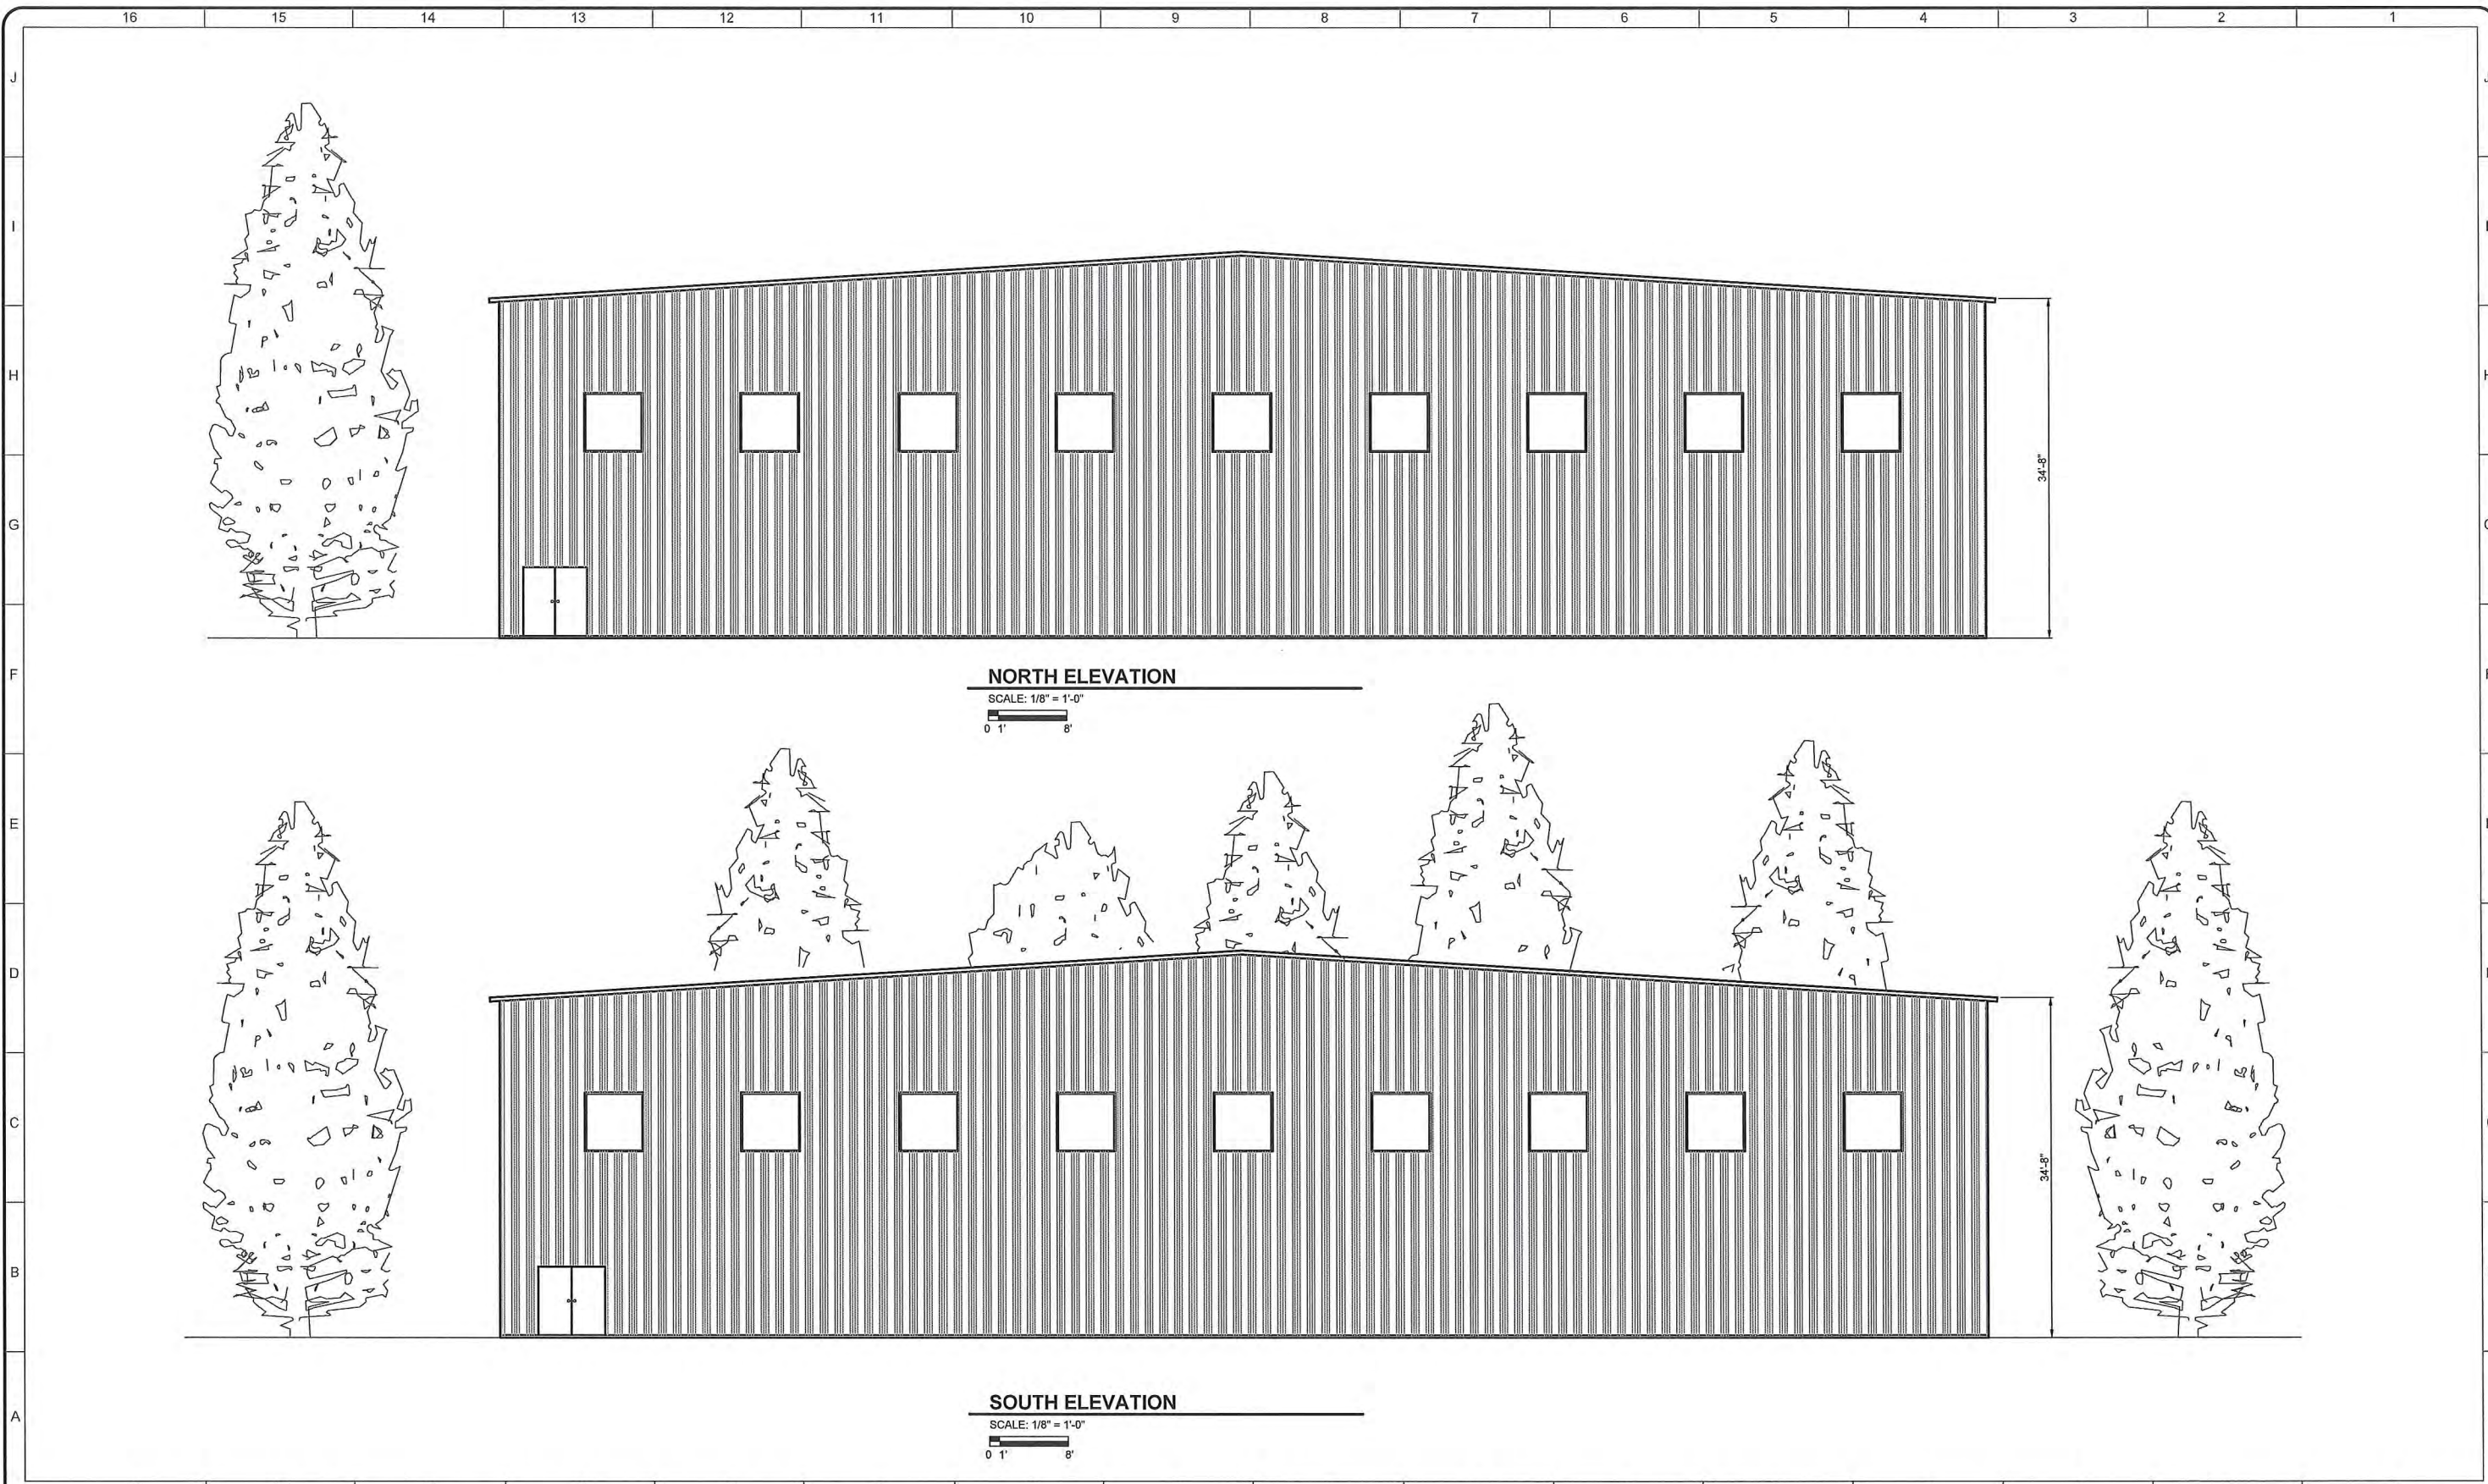 16 15 14 13 12 11 10 9 8 7 6 5 4 3 2 1
J
I
H
G
F
E
D
C
B
A
34'-8"
NORTH ELEVATION
SCALE: 1/8" = 1'-0"
0 1' 8'
34'-8"
SOUTH ELEVATION
SCALE: 1/8" = 1'-0"
0 1' 8'